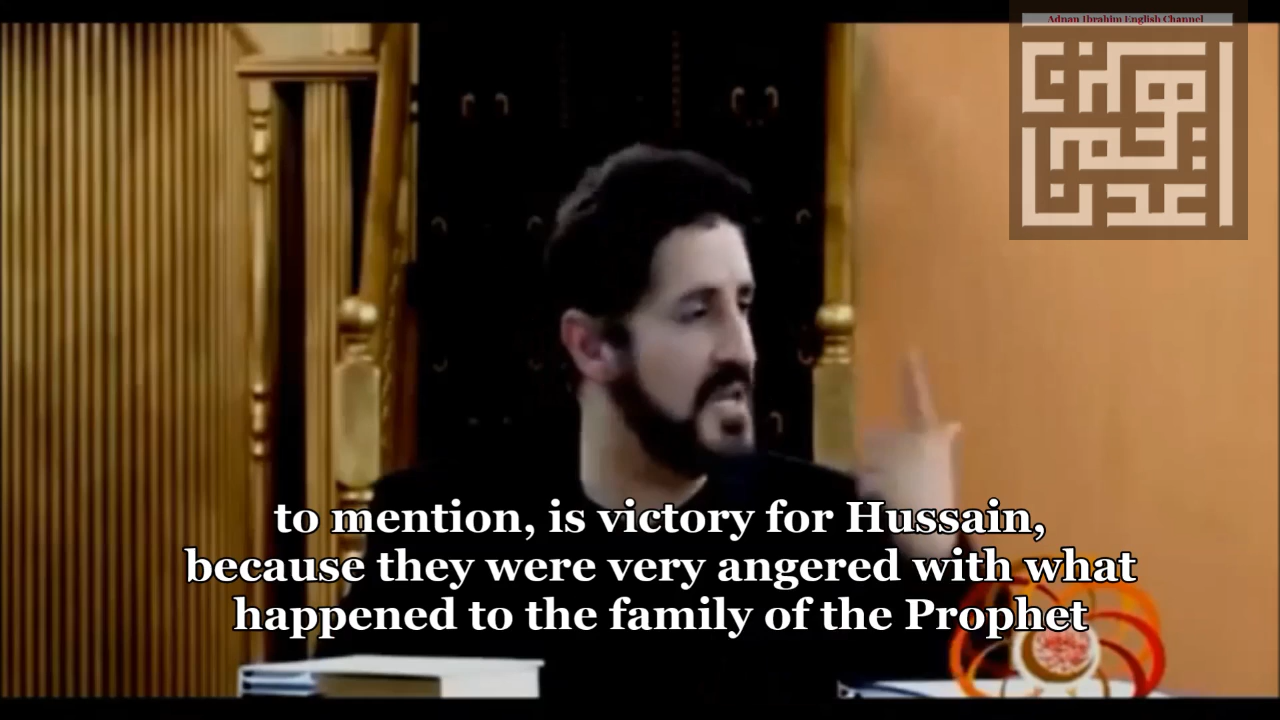 Adnan Ibrahim English Channel
to mention, is victory for Hussain,
because they were very angered with what
happened to the family of the Prophet